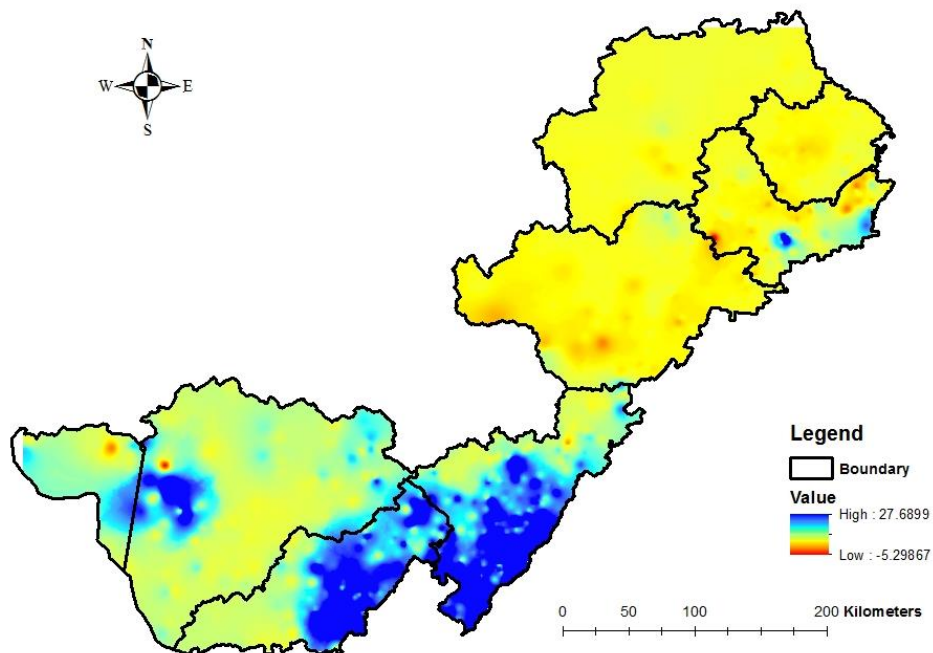 N
W E
S
Legend
Boundary
Value
High : 27.6899
Low : -5.29867
0 50 100 200 Kilometers